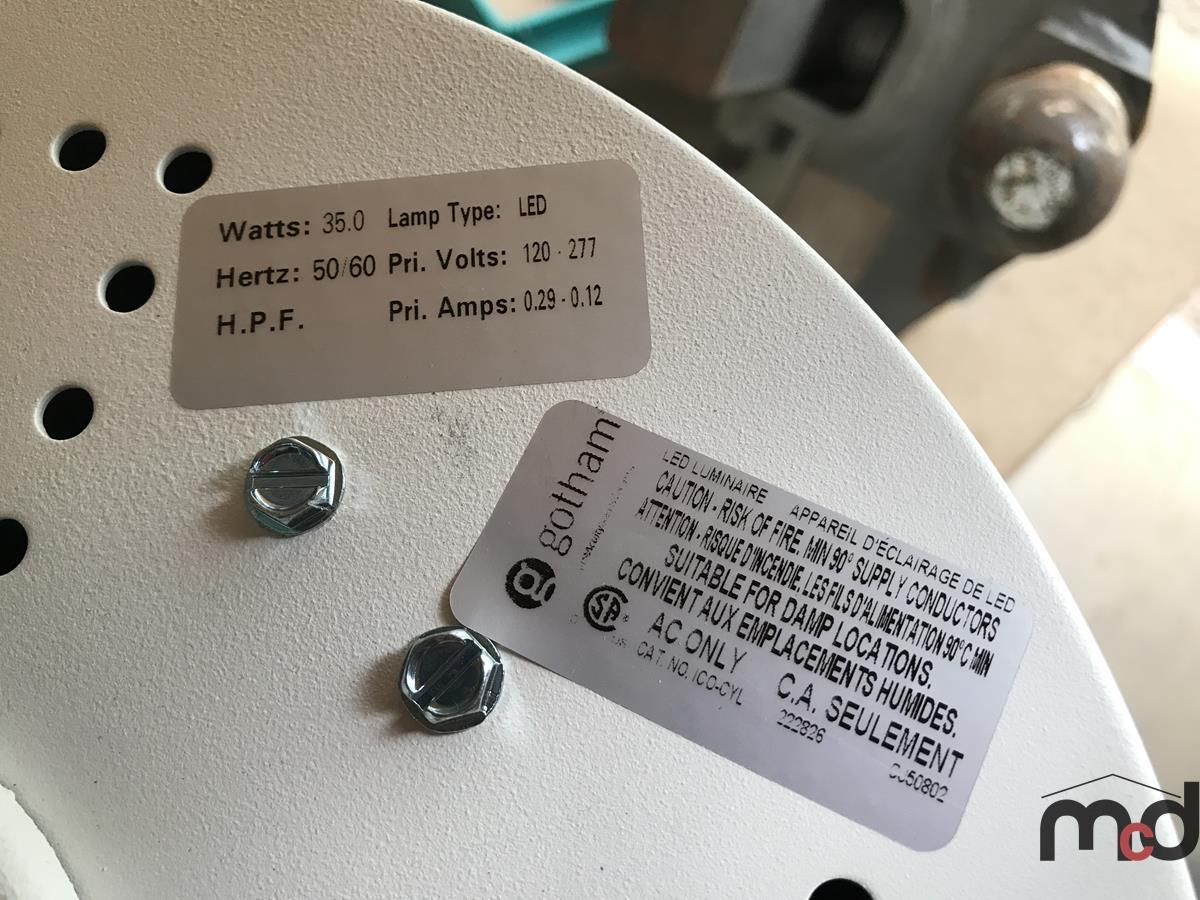 Watts: 35.0 Lamp Type: LED
Hertz: 50/60 Pri. Volts: 120 - 277
H.P.F. Pri. Amps: 0.29 - 0.12
gotham
LED LUMINAIRE APPAREIL D'ÉCLAIRAGE DE LED
CAUTION - RISK OF FIRE. MIN 90° SUPPLY CONDUCTORS
ATTENTION - RISQUE D'INCENDIE. LES FILS D'ALIMENTATION 90°C MIN
SUITABLE FOR DAMP LOCATIONS.
CONVIENT AUX EMPLACEMENTS HUMIDES.
AC ONLY C.A. SEULEMENT
CAT. NO. ICO-CYL 222826 CJ50802
mcd